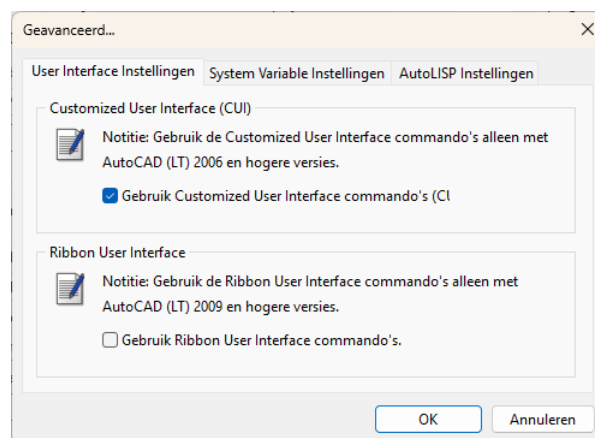 Geavanceerd...
User Interface Instellingen System Variable Instellingen AutoLISP Instellingen
Customized User Interface (CUI)
Notitie: Gebruik de Customized User Interface commando's alleen met
AutoCAD (LT) 2006 en hogere versies.
Gebruik Customized User Interface commando's (CU
Ribbon User Interface
Notitie: Gebruik de Ribbon User Interface commando's alleen met
AutoCAD (LT) 2009 en hogere versies.
Gebruik Ribbon User Interface commando's.
OK Annuleren